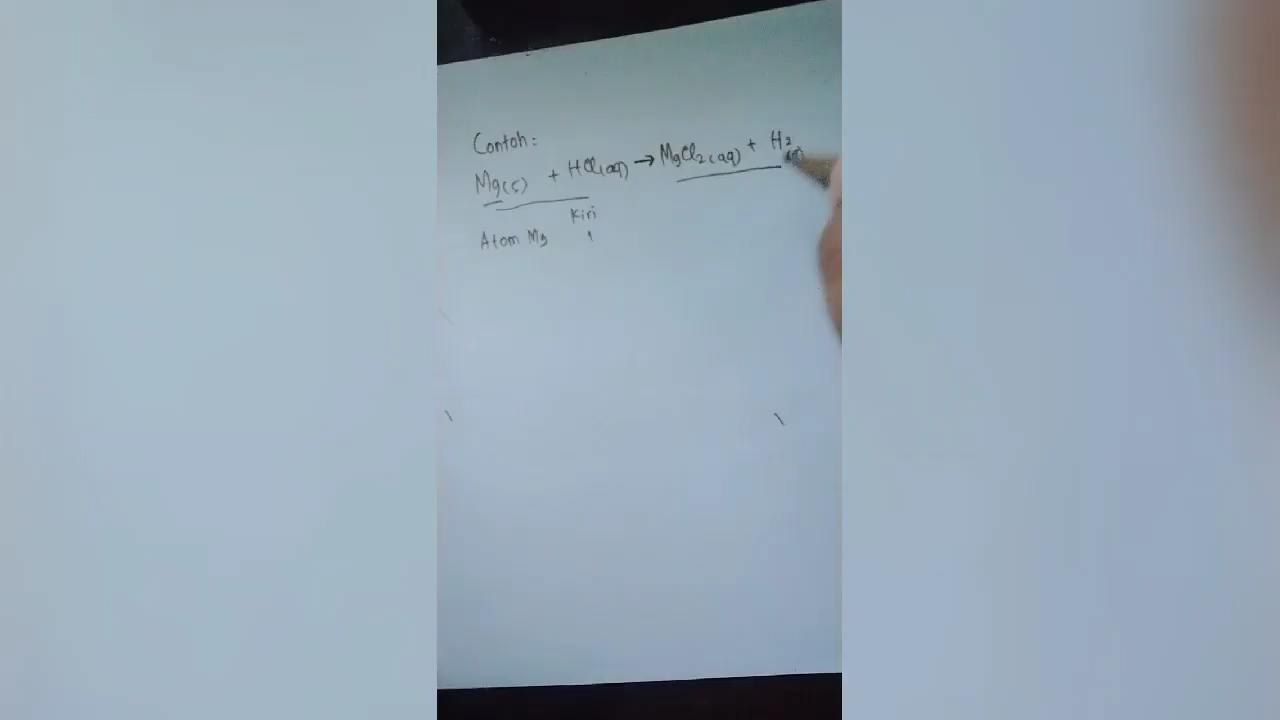 Contoh:
Mg(s) + HCl(aq) → MgCl2(aq) + H2
Kiri
Atom Mg 1